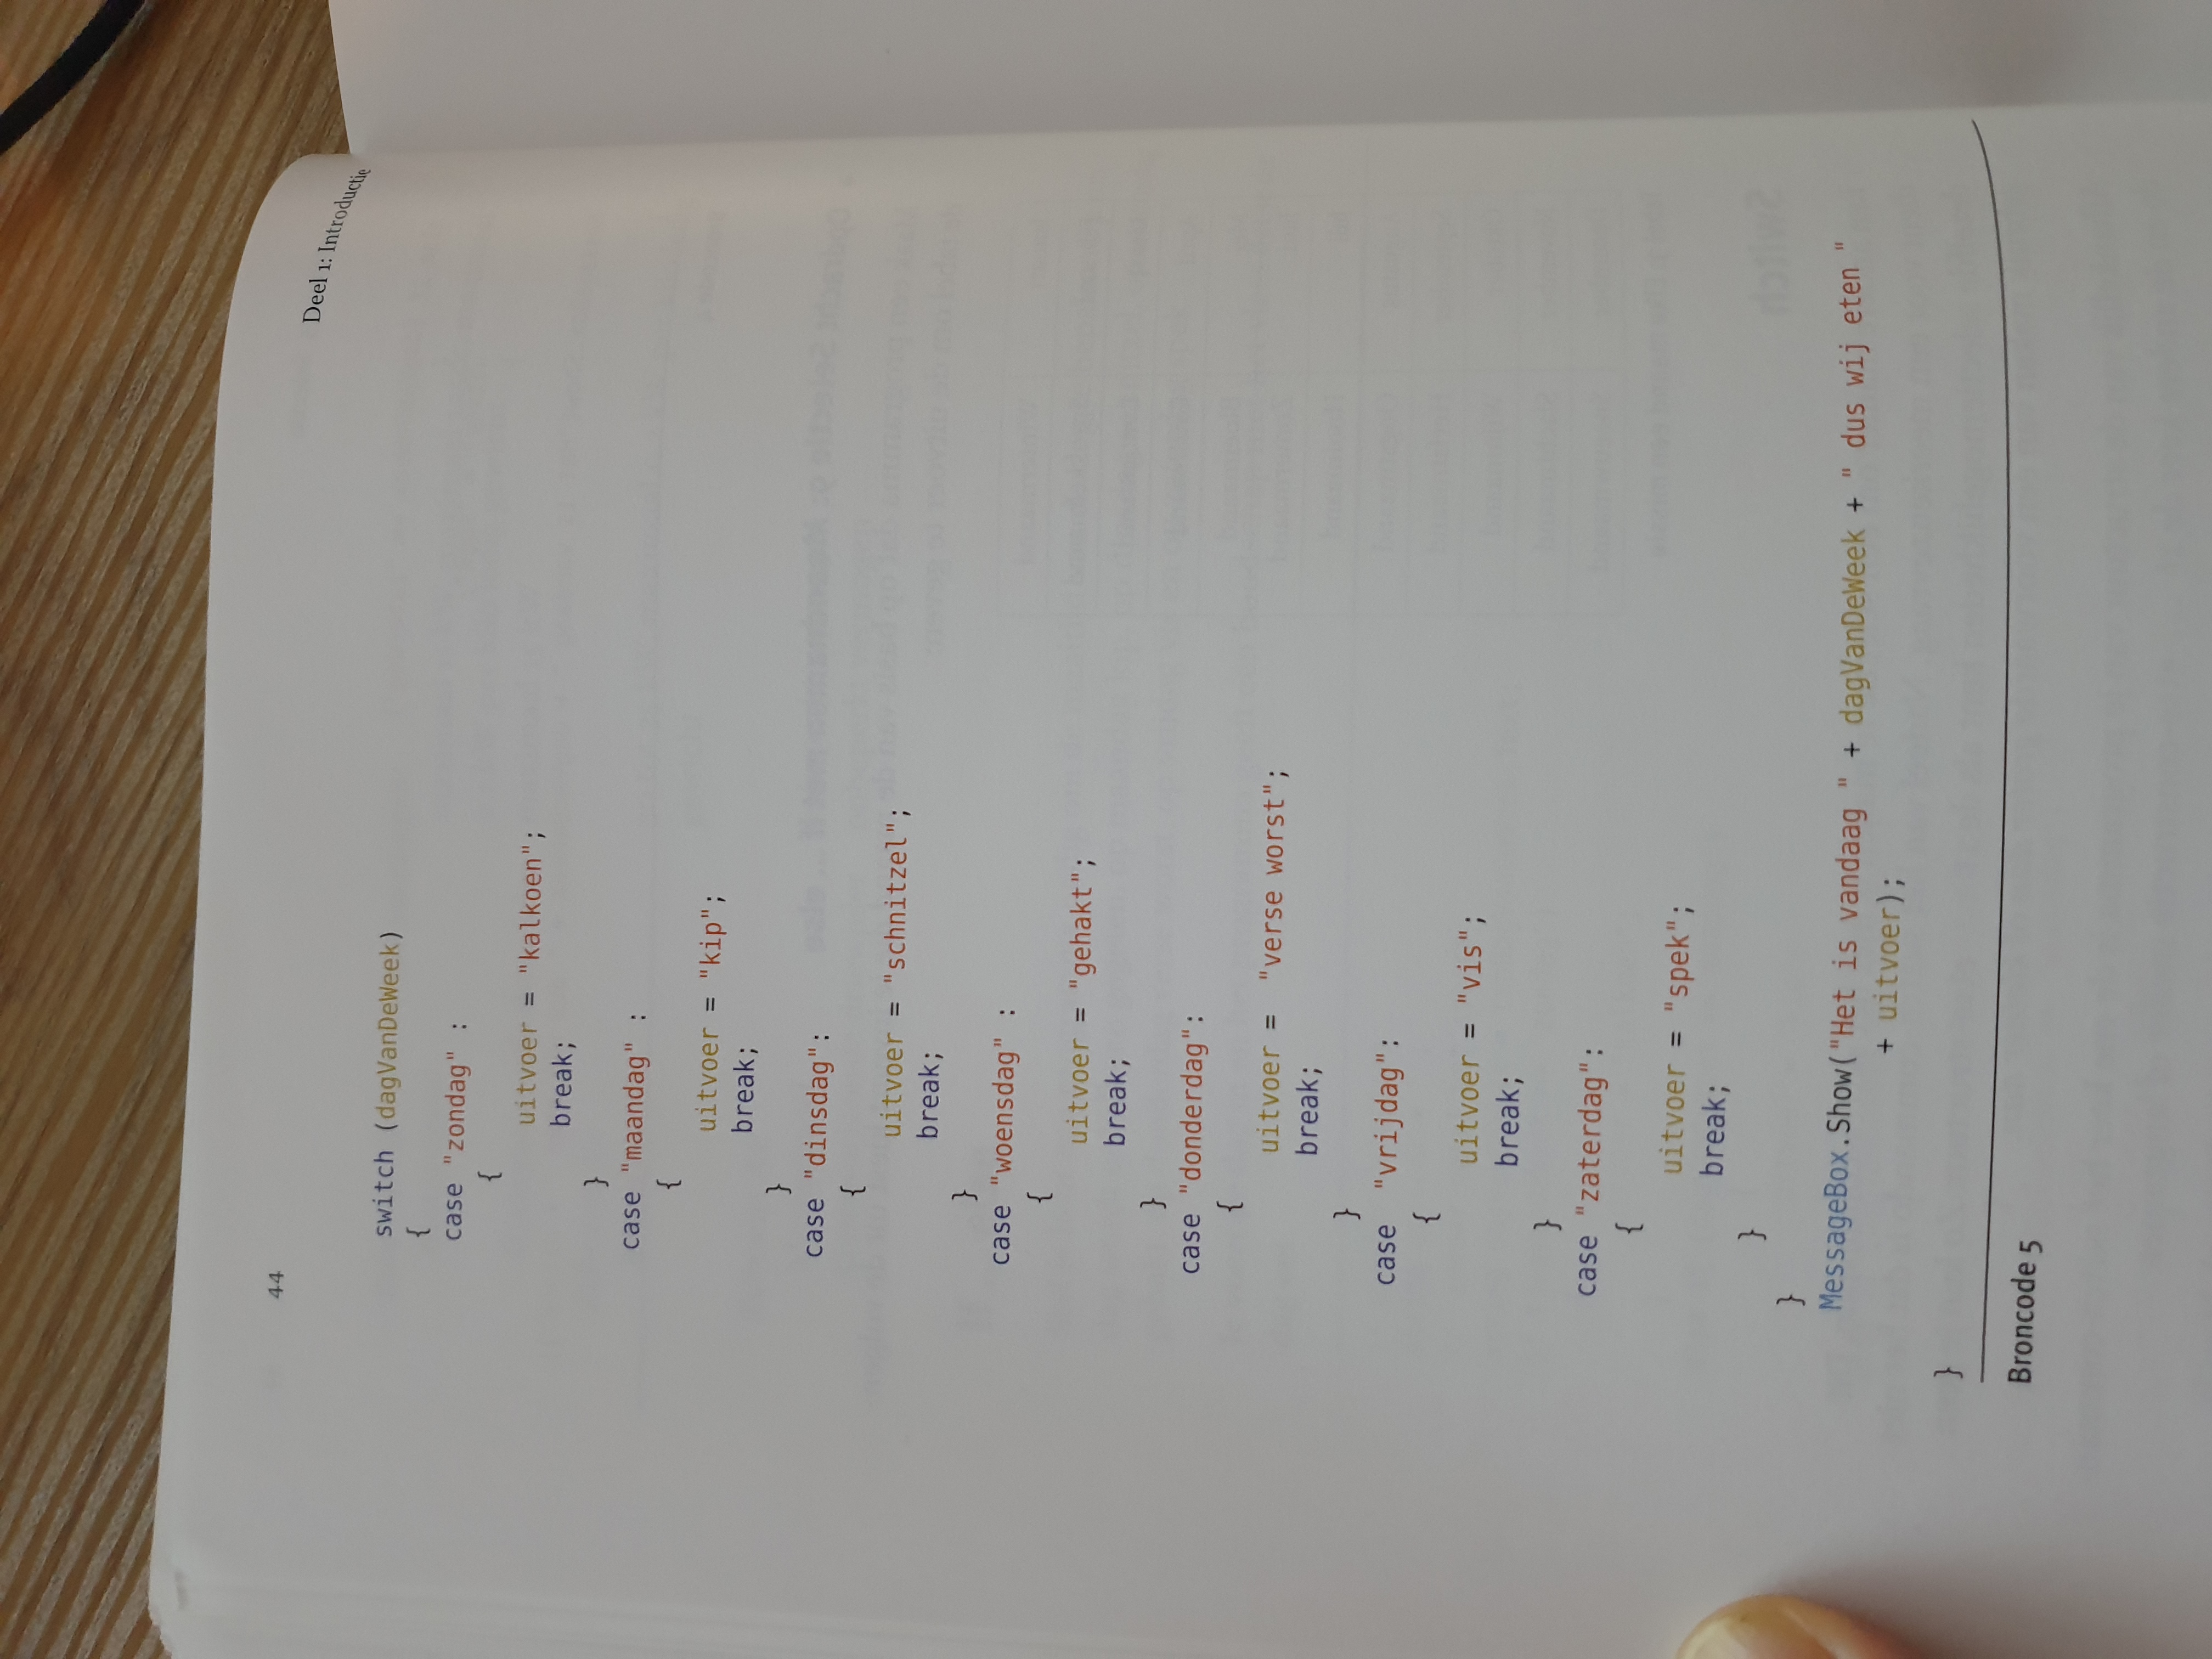 44
Deel 1: Introductie
switch (dagVanDeWeek)
{
case "zondag" :
{
uitvoer = "kalkoen";
break;
}
case "maandag" :
{
uitvoer = "kip";
break;
}
case "dinsdag":
{
uitvoer = "schnitzel";
break;
}
case "woensdag" :
{
uitvoer = "gehakt";
break;
}
case "donderdag":
{
uitvoer =  "verse worst";
break;
}
case  "vrijdag":
{
uitvoer = "vis";
break;
}
case "zaterdag":
{
uitvoer = "spek";
break;
}
}
MessageBox.Show("Het is vandaag " + dagVanDeWeek + " dus wij eten "
+ uitvoer);
}
Broncode 5